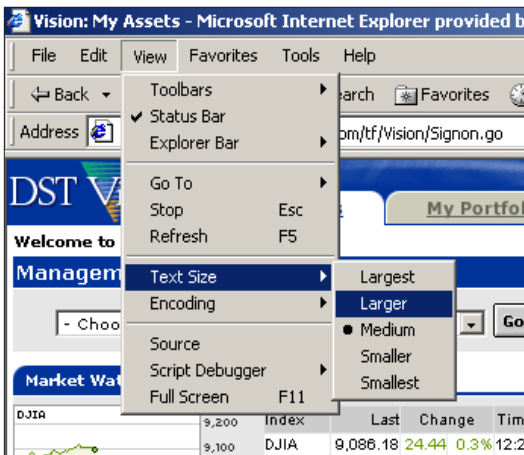 Vision: My Assets - Microsoft Internet Explorer provided b
File Edit View Favorites Tools Help
Back Toolbars earch Favorites
Status Bar
Address Explorer Bar om/tf/Vision/Signon.go
DST Go To
Stop Esc My Portfol
Welcome to Refresh F5
Managem Text Size Largest
Encoding Larger
- Choo Medium Go
Source Smaller
Script Debugger Smallest
Market Wat Full Screen F11
DJIA 9,200 Index Last Change Tim
9,100 DJIA 9,086.18 24.44 0.3% 12:2